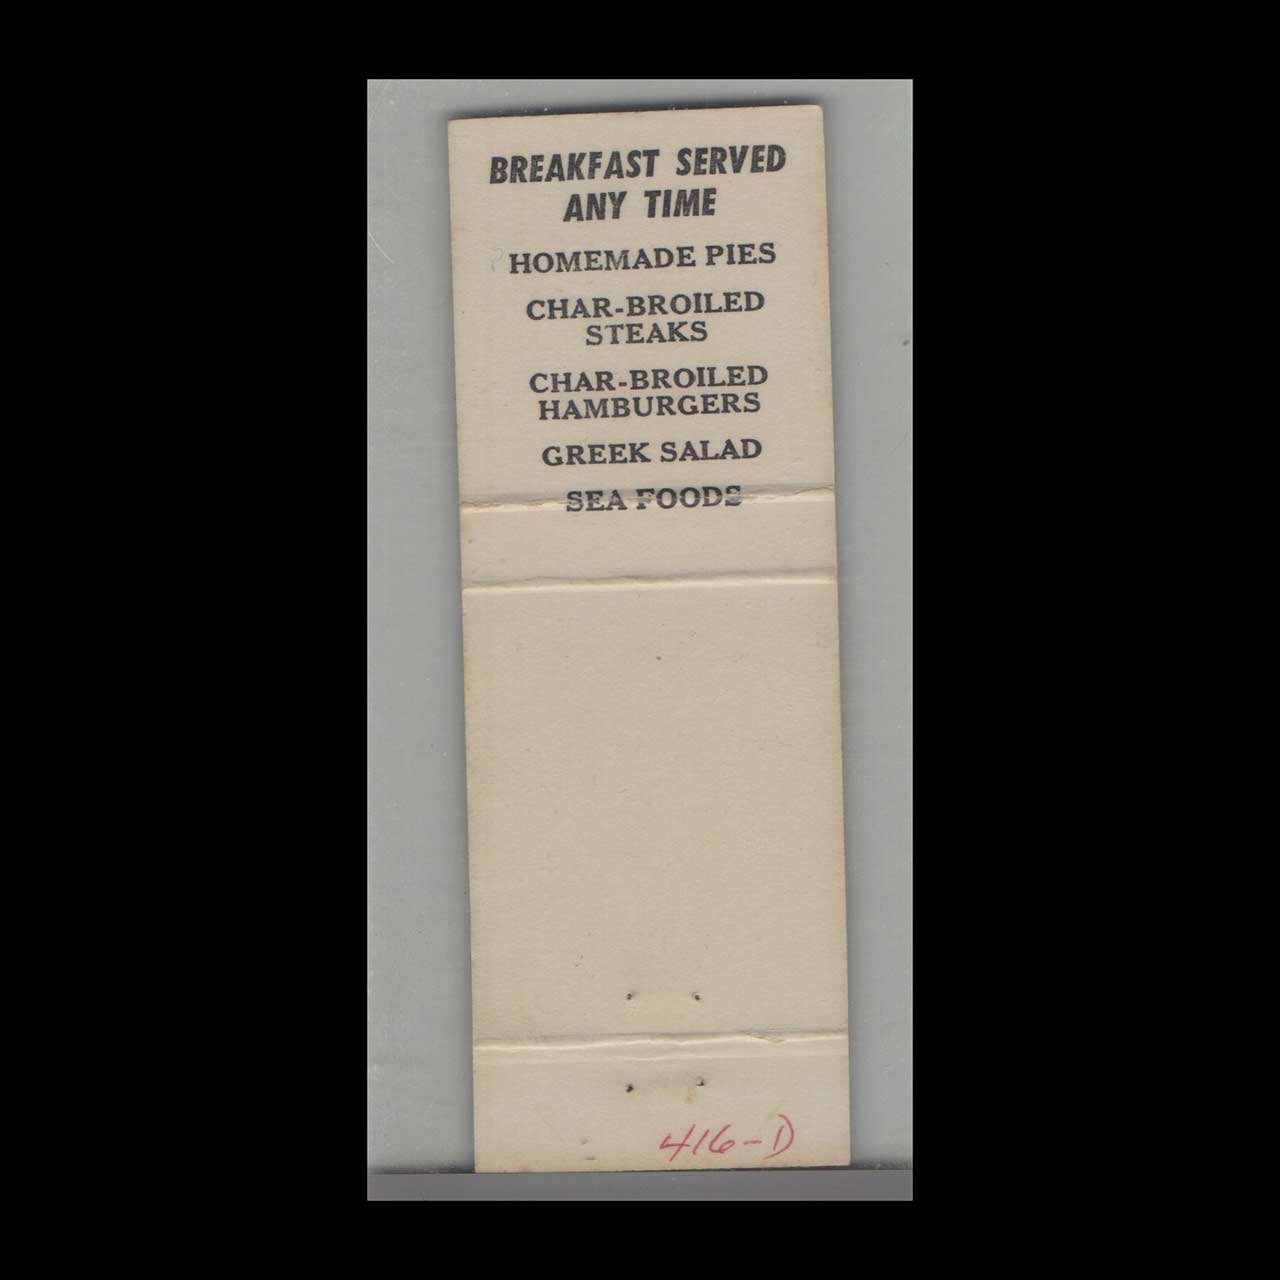 BREAKFAST SERVED
ANY TIME
HOMEMADE PIES
CHAR-BROILED
STEAKS
CHAR-BROILED
HAMBURGERS
GREEK SALAD
SEA FOODS
416-D